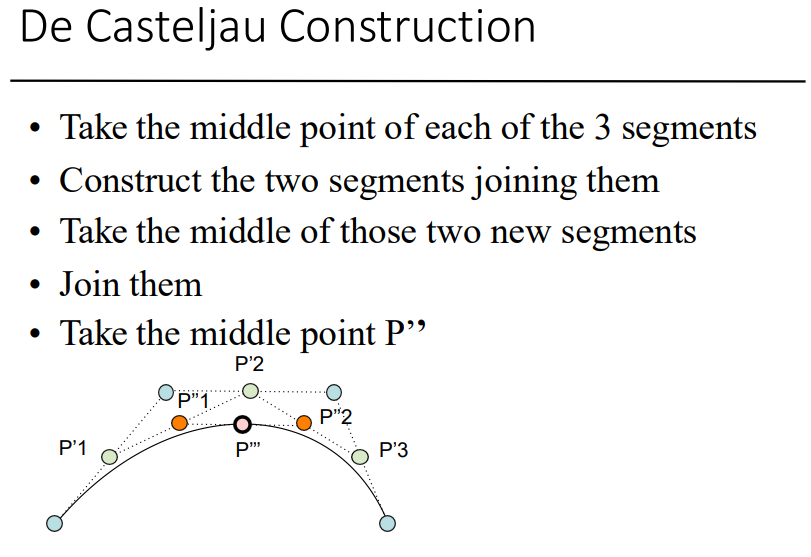 De Casteljau Construction
• Take the middle point of each of the 3 segments
• Construct the two segments joining them
• Take the middle of those two new segments
• Join them
• Take the middle point P’’
P’2
P’’1
P’’2
P’1
P’’’
P’3